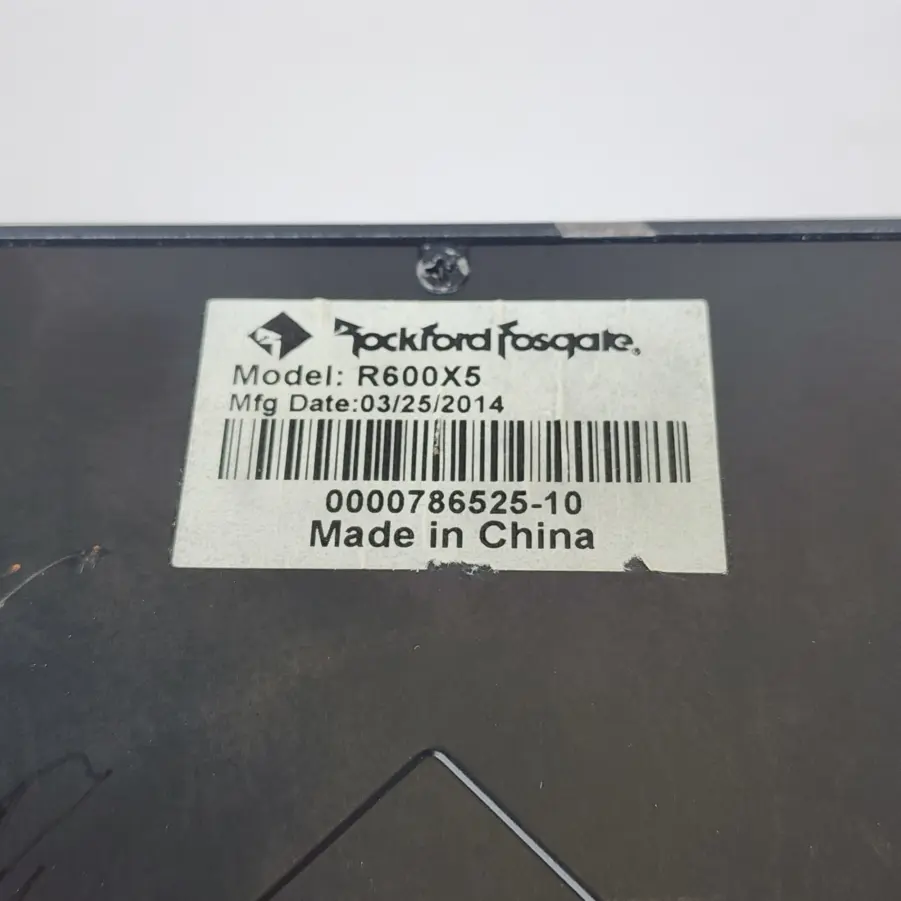 Rockford Fosgate®
Model: R600X5
Mfg Date:03/25/2014
0000786525-10
Made in China